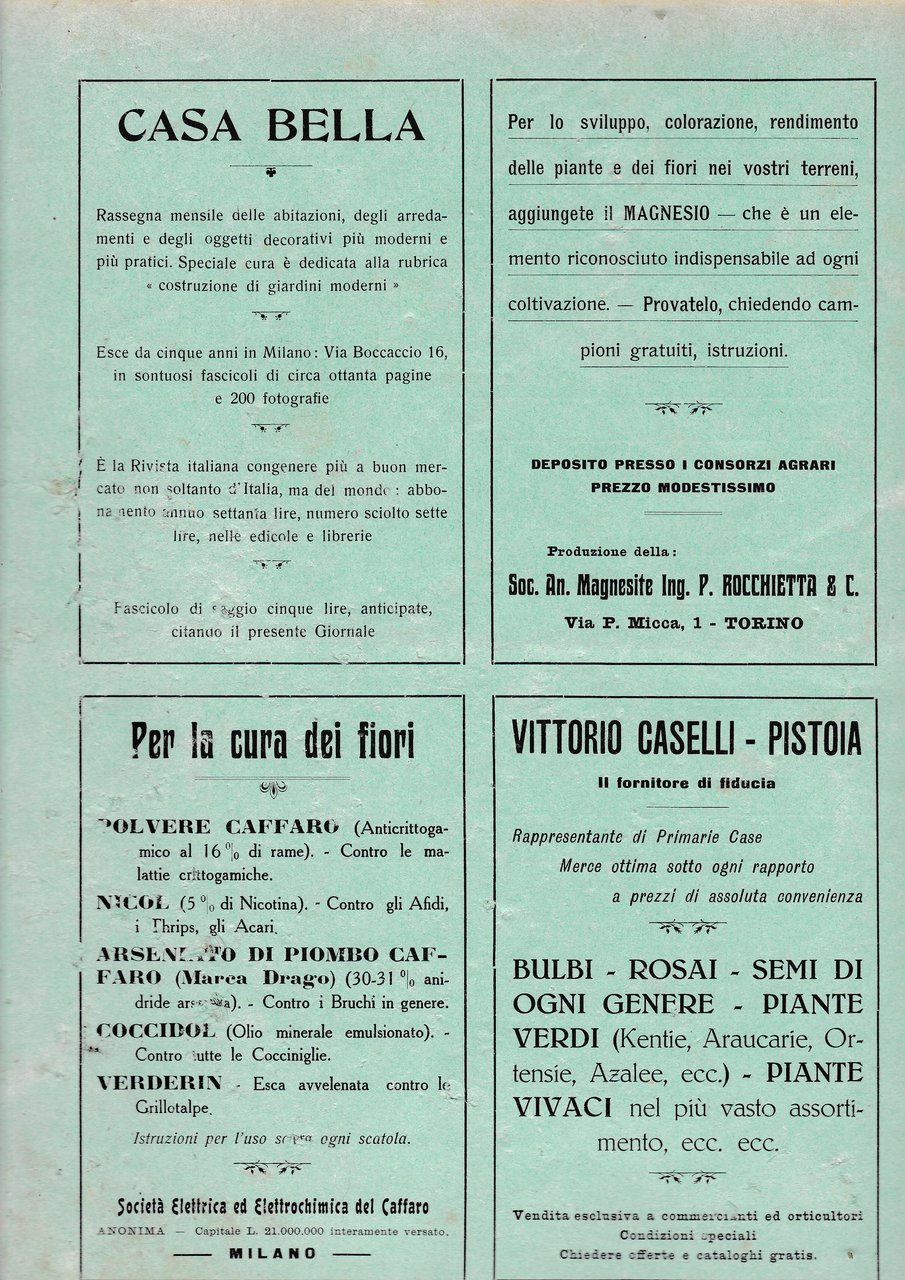 CASA BELLA
Rassegna mensile delle abitazioni, degli arreda-
menti e degli oggetti decorativi più moderni e
più pratici. Speciale cura è dedicata alla rubrica
« costruzione di giardini moderni »
Esce da cinque anni in Milano: Via Boccaccio 16,
in sontuosi fascicoli di circa ottanta pagine
e 200 fotografie
È la Rivista italiana congenere più a buon mer-
cato non soltanto d'Italia, ma del mondo: abbo-
namento annuo settanta lire, numero sciolto sette
lire, nelle edicole e librerie
Fascicolo di saggio cinque lire, anticipate,
citando il presente Giornale
Per lo sviluppo, colorazione, rendimento
delle piante e dei fiori nei vostri terreni,
aggiungete il MAGNESIO — che è un ele-
mento riconosciuto indispensabile ad ogni
coltivazione. — Provatelo, chiedendo cam-
pioni gratuiti, istruzioni.
DEPOSITO PRESSO I CONSORZI AGRARI
PREZZO MODESTISSIMO
Produzione della:
Soc. An. Magnesite Ing. P. ROCCHIETTA & C.
Via P. Micca, 1 - TORINO
Per la cura dei fiori
POLVERE CAFFARO (Anticrittoga-
mico al 16 % di rame). - Contro le ma-
lattie crittogamiche.
NICOL (5 % di Nicotina). - Contro gli Afidi,
i Thrips, gli Acari.
ARSENIATO DI PIOMBO CAF-
FARO (Marca Drago) (30-31 % ani-
dride arsenica). - Contro i Bruchi in genere.
COCCIDOL (Olio minerale emulsionato). -
Contro tutte le Cocciniglie.
VERDERIN - Esca avvelenata contro le
Grillotalpe.
Istruzioni per l'uso sopra ogni scatola.
Società Elettrica ed Elettrochimica del Caffaro
ANONIMA — Capitale L. 21.000.000 interamente versato.
MILANO
VITTORIO CASELLI - PISTOIA
Il fornitore di fiducia
Rappresentante di Primarie Case
Merce ottima sotto ogni rapporto
a prezzi di assoluta convenienza
BULBI - ROSAI - SEMI DI
OGNI GENERE - PIANTE
VERDI (Kentie, Araucarie, Or-
tensie, Azalee, ecc.) - PIANTE
VIVACI nel più vasto assorti-
mento, ecc. ecc.
Vendita esclusiva a commercianti ed orticultori
Condizioni speciali
Chiedere offerte e cataloghi gratis.